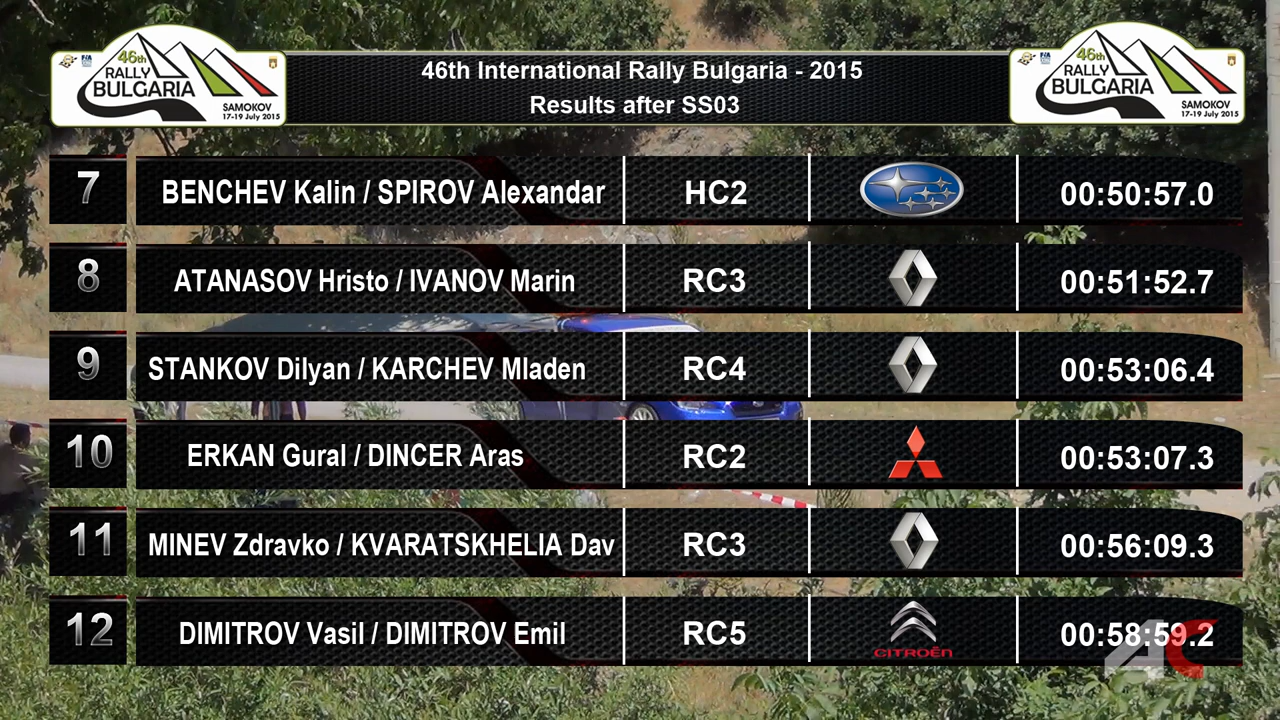 46th
RALLY
BULGARIA
SAMOKOV
17-19 July 2015
46th International Rally Bulgaria - 2015
Results after SS03
46th
RALLY
BULGARIA
SAMOKOV
17-19 July 2015
7 BENCHEV Kalin / SPIROV Alexandar HC2 00:50:57.0
8 ATANASOV Hristo / IVANOV Marin RC3 00:51:52.7
9 STANKOV Dilyan / KARCHEV Mladen RC4 00:53:06.4
10 ERKAN Gural / DINCER Aras RC2 00:53:07.3
11 MINEV Zdravko / KVARATSKHELIA Dav RC3 00:56:09.3
12 DIMITROV Vasil / DIMITROV Emil RC5 CITROËN 00:58:59.2